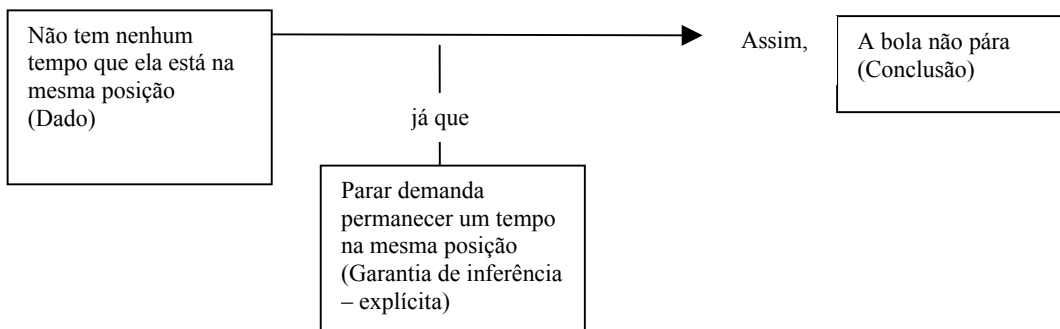 Não tem nenhum
tempo que ela está na
mesma posição
(Dado)
Assim,
A bola não pára
(Conclusão)
já que
Parar demanda
permanecer um tempo
na mesma posição
(Garantia de inferência
– explícita)